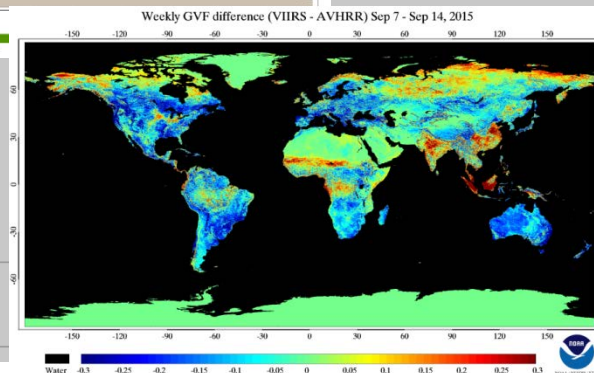 Weekly GVF difference (VIIRS - AVHRR) Sep 7 - Sep 14, 2015
-150 -120 -90 -60 -30 0 30 60 90 120 150
60
30
0
-30
-60
-150 -120 -90 -60 -30 0 30 60 90 120 150
Water -0.3 -0.25 -0.2 -0.15 -0.1 -0.05 0 0.05 0.1 0.15 0.2 0.25 0.3
NOAA